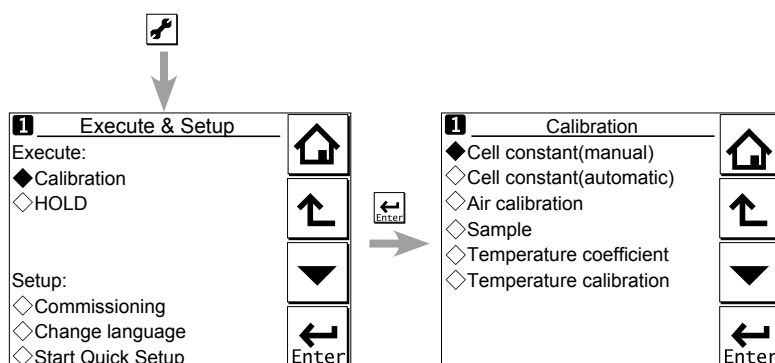 1 Execute & Setup
Execute:
◆Calibration
◇HOLD
Setup:
◇Commissioning
◇Change language
◇Start Quick Setup
Enter
Enter
1 Calibration
◆Cell constant(manual)
◇Cell constant(automatic)
◇Air calibration
◇Sample
◇Temperature coefficient
◇Temperature calibration
Enter